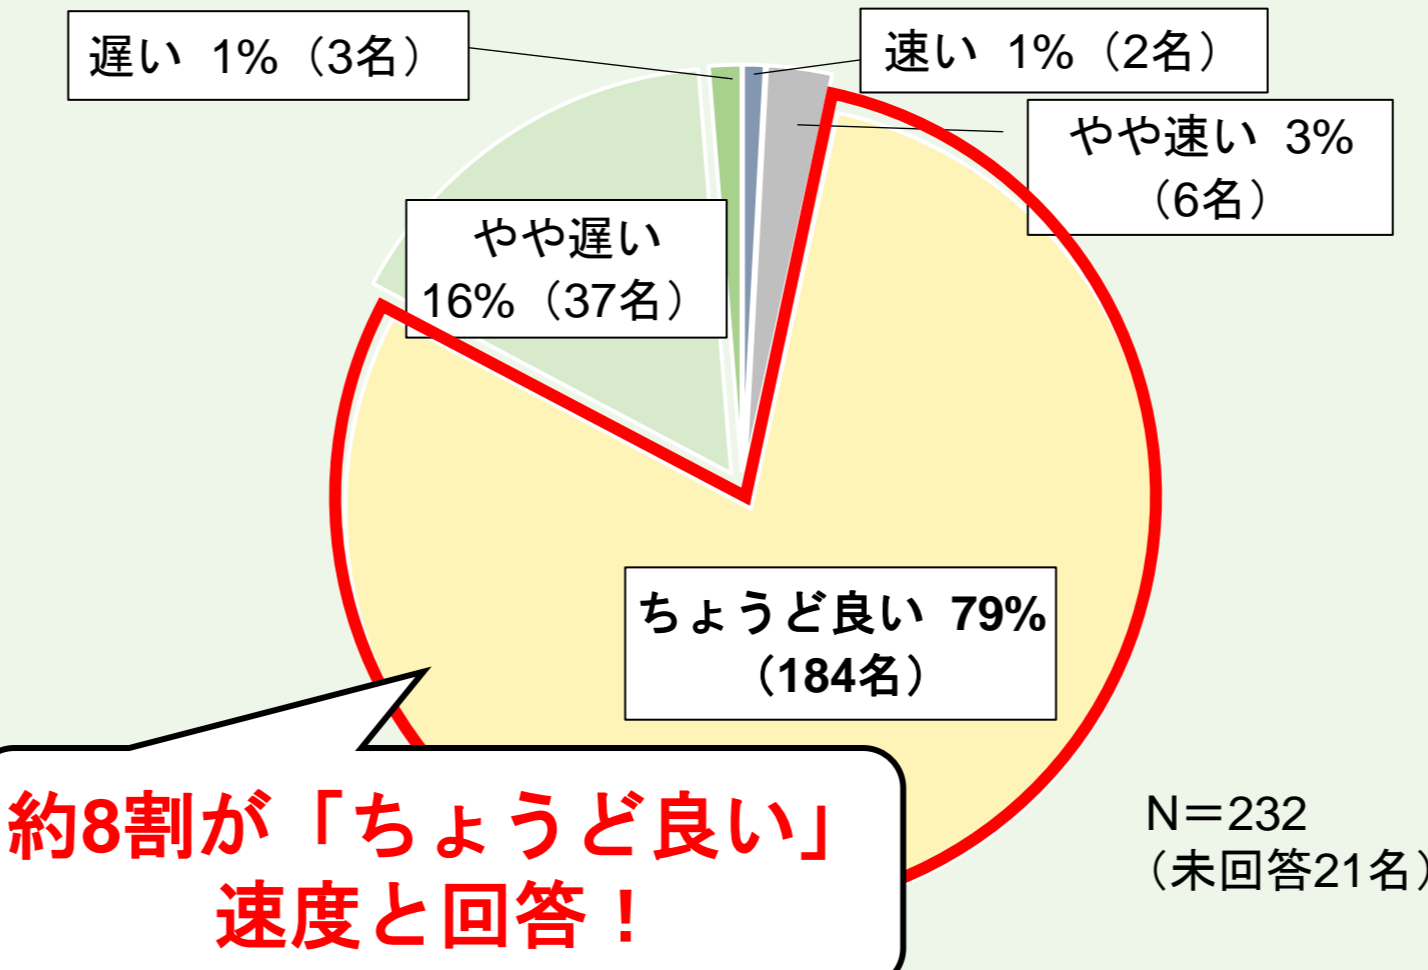 遅い 1%（3名）
速い 1%（2名）
やや速い 3%
（6名）
やや遅い
16%（37名）
ちょうど良い 79%
（184名）
約8割が「ちょうど良い」
速度と回答！
N＝232
（未回答21名）